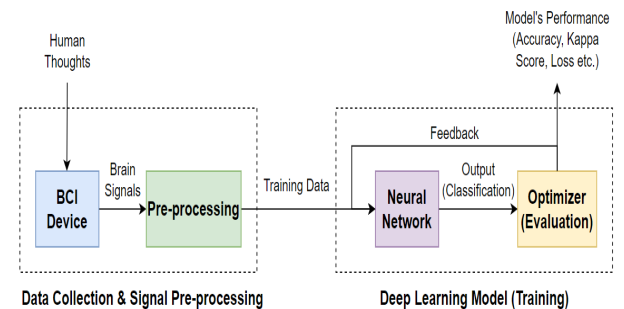 Human
Thoughts
BCI
Device
Brain
Signals
Pre-processing
Data Collection & Signal Pre-processing
Training Data
Model's Performance
(Accuracy, Kappa
Score, Loss etc.)
Feedback
Neural
Network
Output
(Classification)
Optimizer
(Evaluation)
Deep Learning Model (Training)